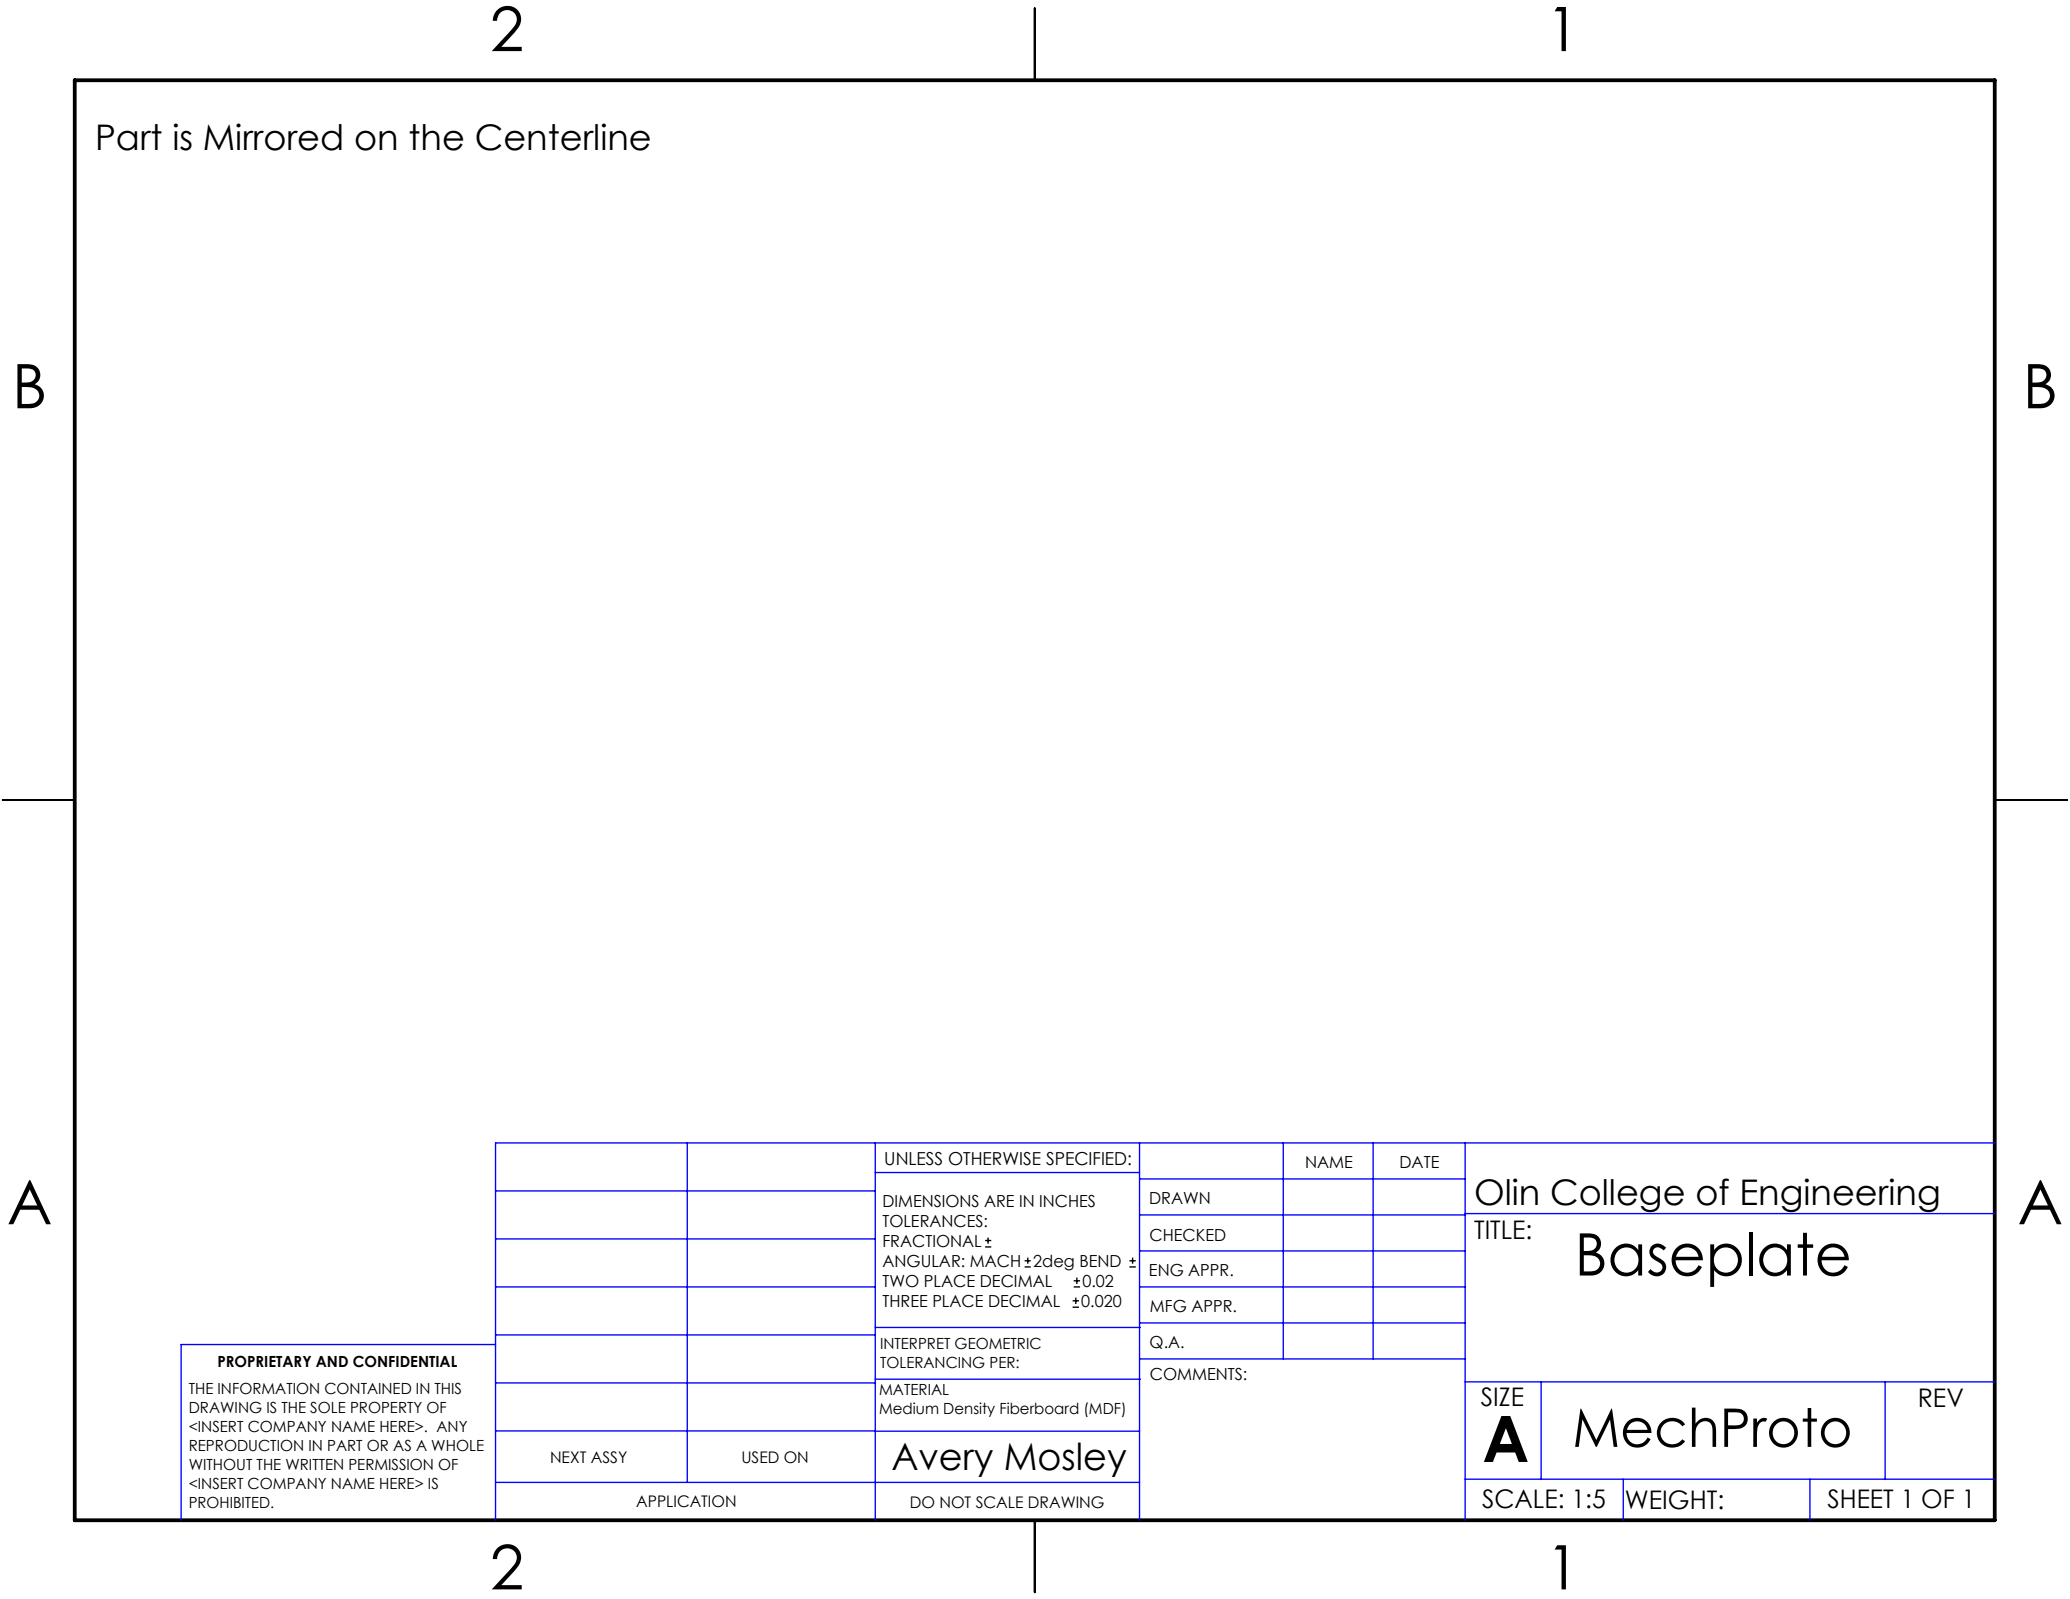 2 1
Part is Mirrored on the Centerline
B B
A A
UNLESS OTHERWISE SPECIFIED:
DIMENSIONS ARE IN INCHES
TOLERANCES:
FRACTIONAL ±
ANGULAR: MACH ±2deg BEND ±
TWO PLACE DECIMAL ±0.02
THREE PLACE DECIMAL ±0.020
INTERPRET GEOMETRIC
TOLERANCING PER:
MATERIAL
Medium Density Fiberboard (MDF)
Avery Mosley
DO NOT SCALE DRAWING
NAME DATE
DRAWN
CHECKED
ENG APPR.
MFG APPR.
Q.A.
COMMENTS:
Olin College of Engineering
TITLE:
Baseplate
SIZE
A
MechProto
REV
SCALE: 1:5 WEIGHT: SHEET 1 OF 1
PROPRIETARY AND CONFIDENTIAL
THE INFORMATION CONTAINED IN THIS
DRAWING IS THE SOLE PROPERTY OF
<INSERT COMPANY NAME HERE>. ANY
REPRODUCTION IN PART OR AS A WHOLE
WITHOUT THE WRITTEN PERMISSION OF
<INSERT COMPANY NAME HERE> IS
PROHIBITED.
NEXT ASSY USED ON
APPLICATION
2 1